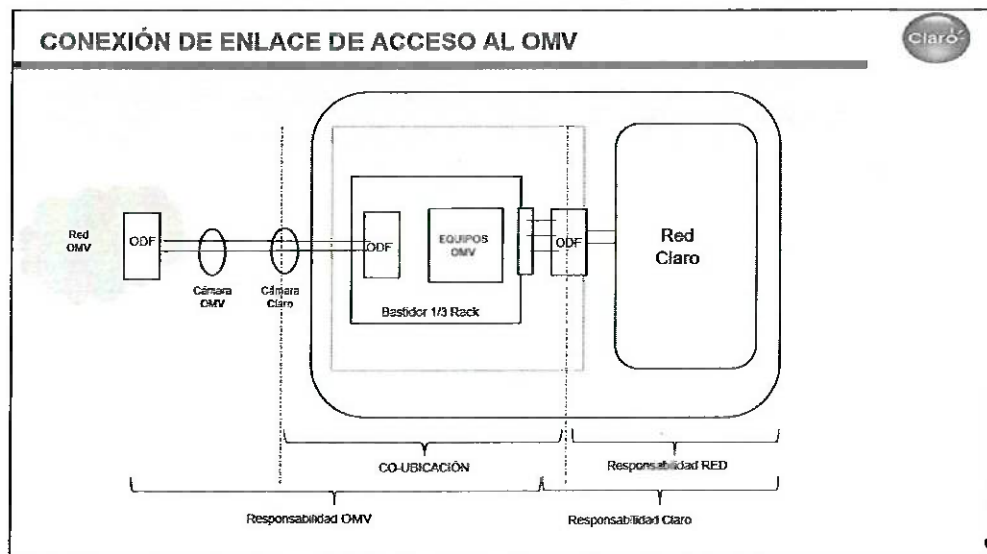 CONEXIÓN DE ENLACE DE ACCESO AL OMV
Claro
Red
OMV
ODF
Cámara
OMV
Cámara
Claro
ODF
EQUIPOS
OMV
Bastidor 1/3 Rack
ODF
Red
Claro
CO-UBICACIÓN
Responsabilidad RED
Responsabilidad OMV
Responsabilidad Claro